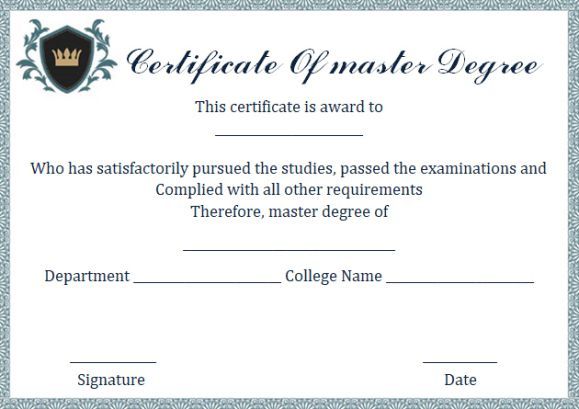 Certificate Of master Degree
This certificate is award to
____________________
Who has satisfactorily pursued the studies, passed the examinations and
Complied with all other requirements
Therefore, master degree of
____________________________
Department ____________________ College Name ____________________
____________ __________
Signature Date